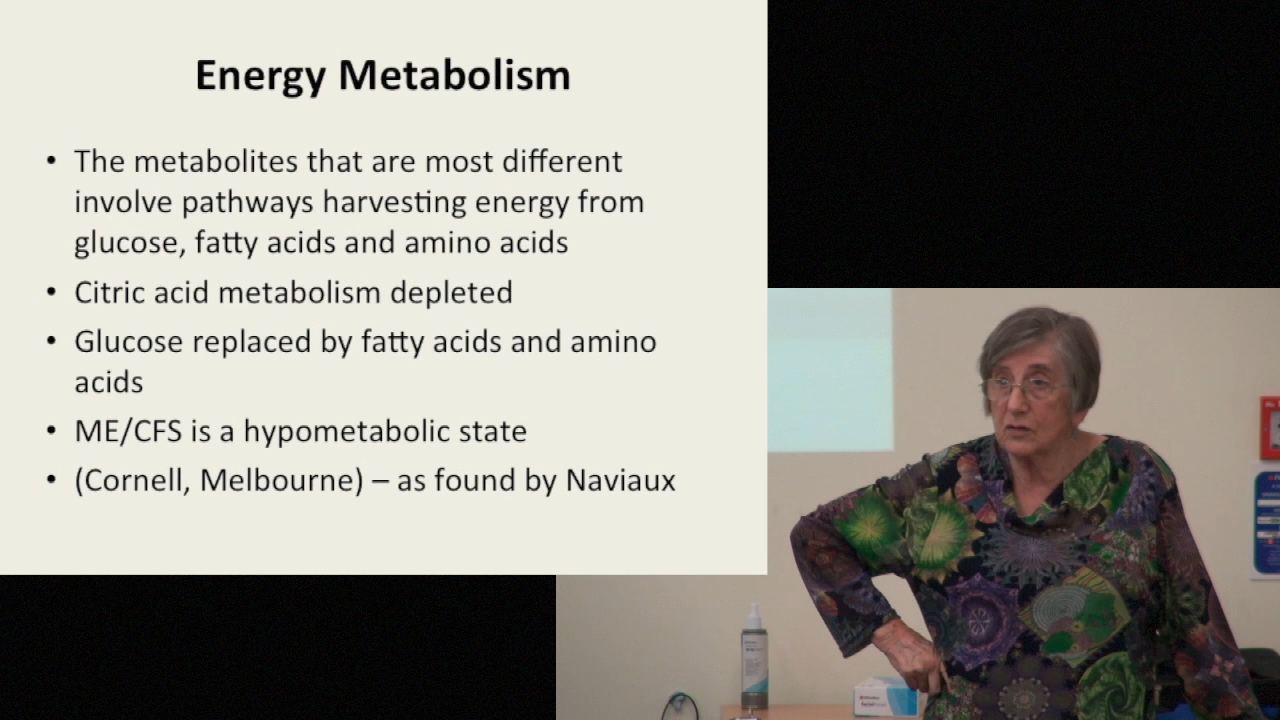 Energy Metabolism
• The metabolites that are most different
involve pathways harvesting energy from
glucose, fatty acids and amino acids
• Citric acid metabolism depleted
• Glucose replaced by fatty acids and amino
acids
• ME/CFS is a hypometabolic state
• (Cornell, Melbourne) – as found by Naviaux
facial